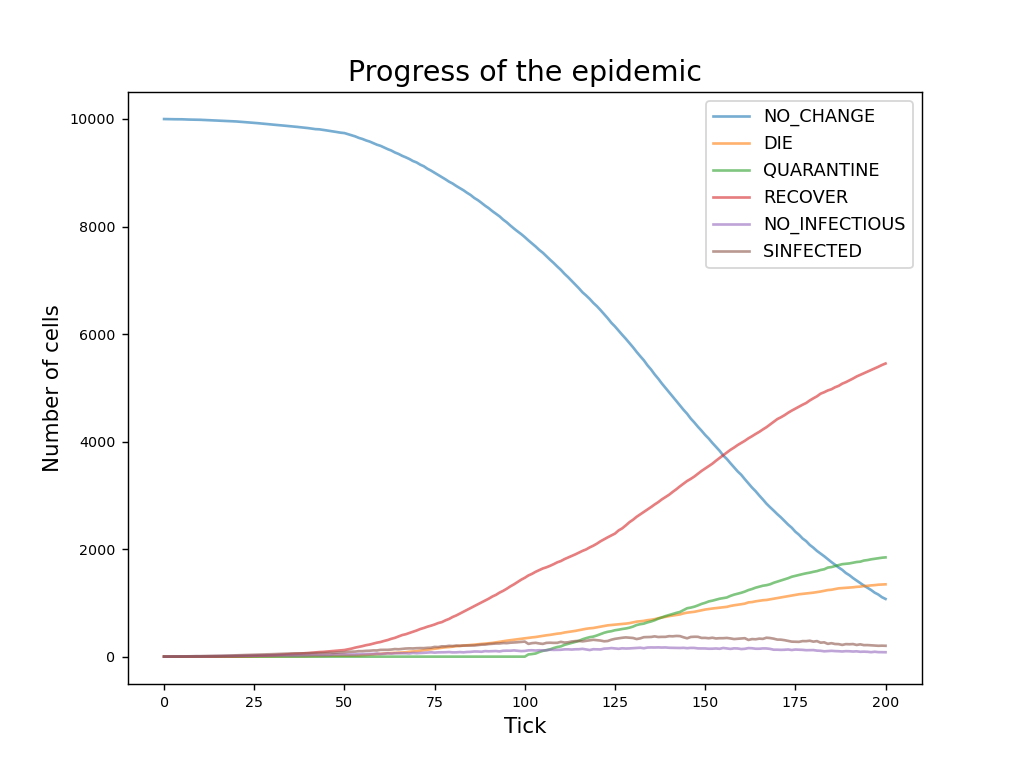 Progress of the epidemic
NO_CHANGE
DIE
QUARANTINE
RECOVER
NO_INFECTIOUS
SINFECTED
Number of cells
10000
8000
6000
4000
2000
0
0 25 50 75 100 125 150 175 200
Tick